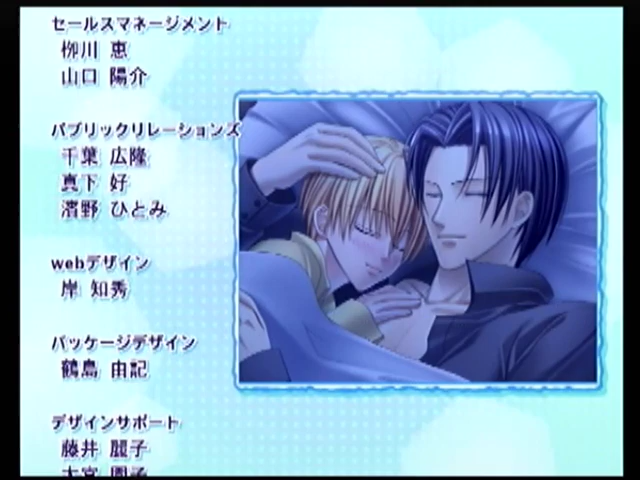 セールスマネージメント
栁川 恵
山口 陽介
パブリックリレーションズ
千葉 広隆
真下 好
濱野 ひとみ
webデザイン
岸 知秀
パッケージデザイン
鶴島 由記
デザインサポート
藤井 麗子